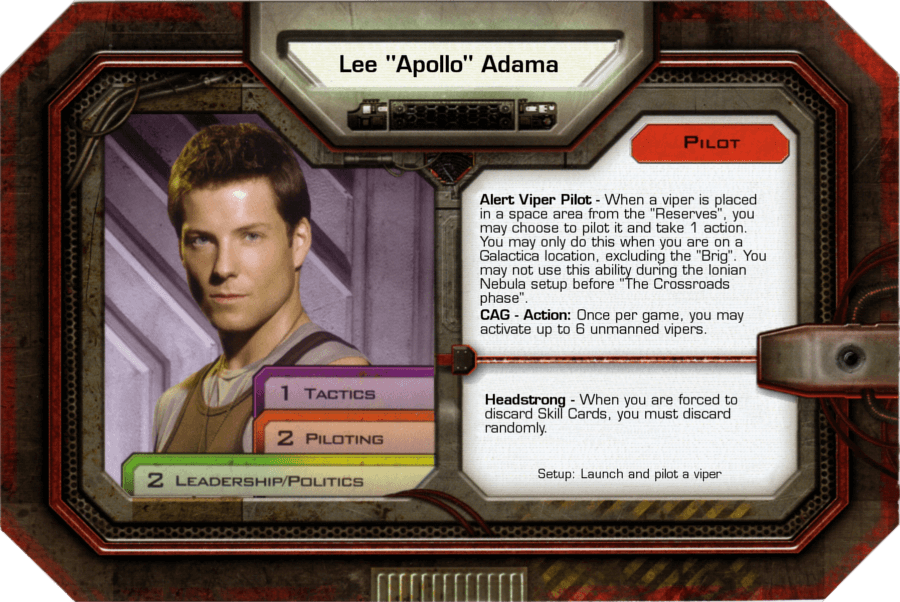 Lee "Apollo" Adama
Pilot
Alert Viper Pilot - When a viper is placed
in a space area from the "Reserves", you
may choose to pilot it and take 1 action.
You may only do this when you are on a
Galactica location, excluding the "Brig". You
may not use this ability during the Ionian
Nebula setup before "The Crossroads
phase".
CAG - Action: Once per game, you may
activate up to 6 unmanned vipers.
Headstrong - When you are forced to
discard Skill Cards, you must discard
randomly.
Setup: Launch and pilot a viper
1 Tactics
2 Piloting
2 Leadership/Politics